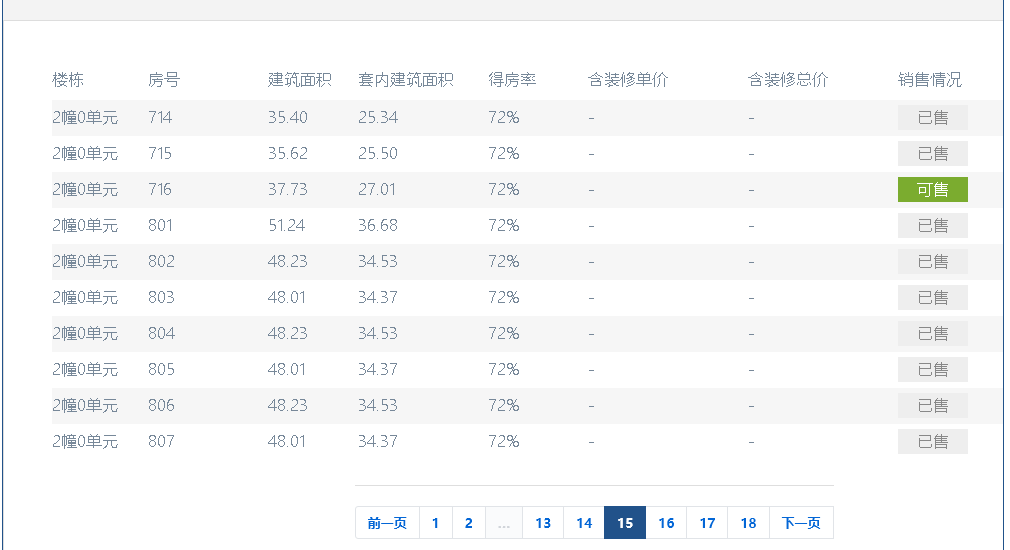 楼栋 房号 建筑面积 套内建筑面积 得房率 含装修单价 含装修总价 销售情况
2幢0单元 714 35.40 25.34 72% - - 已售
2幢0单元 715 35.62 25.50 72% - - 已售
2幢0单元 716 37.73 27.01 72% - - 可售
2幢0单元 801 51.24 36.68 72% - - 已售
2幢0单元 802 48.23 34.53 72% - - 已售
2幢0单元 803 48.01 34.37 72% - - 已售
2幢0单元 804 48.23 34.53 72% - - 已售
2幢0单元 805 48.01 34.37 72% - - 已售
2幢0单元 806 48.23 34.53 72% - - 已售
2幢0单元 807 48.01 34.37 72% - - 已售
前一页 1 2 ... 13 14 15 16 17 18 下一页